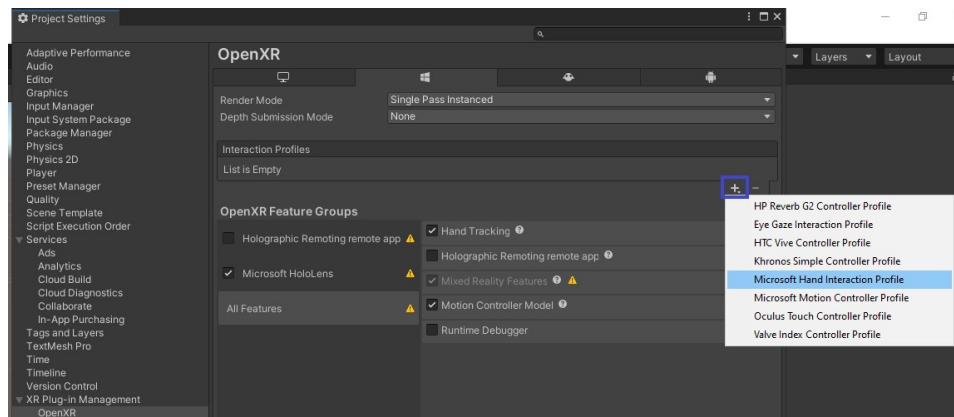 Project Settings
Layers
Layout
Adaptive Performance
Audio
Editor
Graphics
Input Manager
Input System Package
Package Manager
Physics
Physics 2D
Player
Preset Manager
Quality
Scene Template
Script Execution Order
Services
Ads
Analytics
Cloud Build
Cloud Diagnostics
Collaborate
In-App Purchasing
Tags and Layers
TextMesh Pro
Time
Timeline
Version Control
XR Plug-in Management
OpenXR
OpenXR
Render Mode Single Pass Instanced
Depth Submission Mode None
Interaction Profiles
List is Empty
OpenXR Feature Groups
Holographic Remoting remote app
Microsoft HoloLens
All Features
Hand Tracking
Holographic Remoting remote app
Mixed Reality Features
Motion Controller Model
Runtime Debugger
HP Reverb G2 Controller Profile
Eye Gaze Interaction Profile
HTC Vive Controller Profile
Khronos Simple Controller Profile
Microsoft Hand Interaction Profile
Microsoft Motion Controller Profile
Oculus Touch Controller Profile
Valve Index Controller Profile